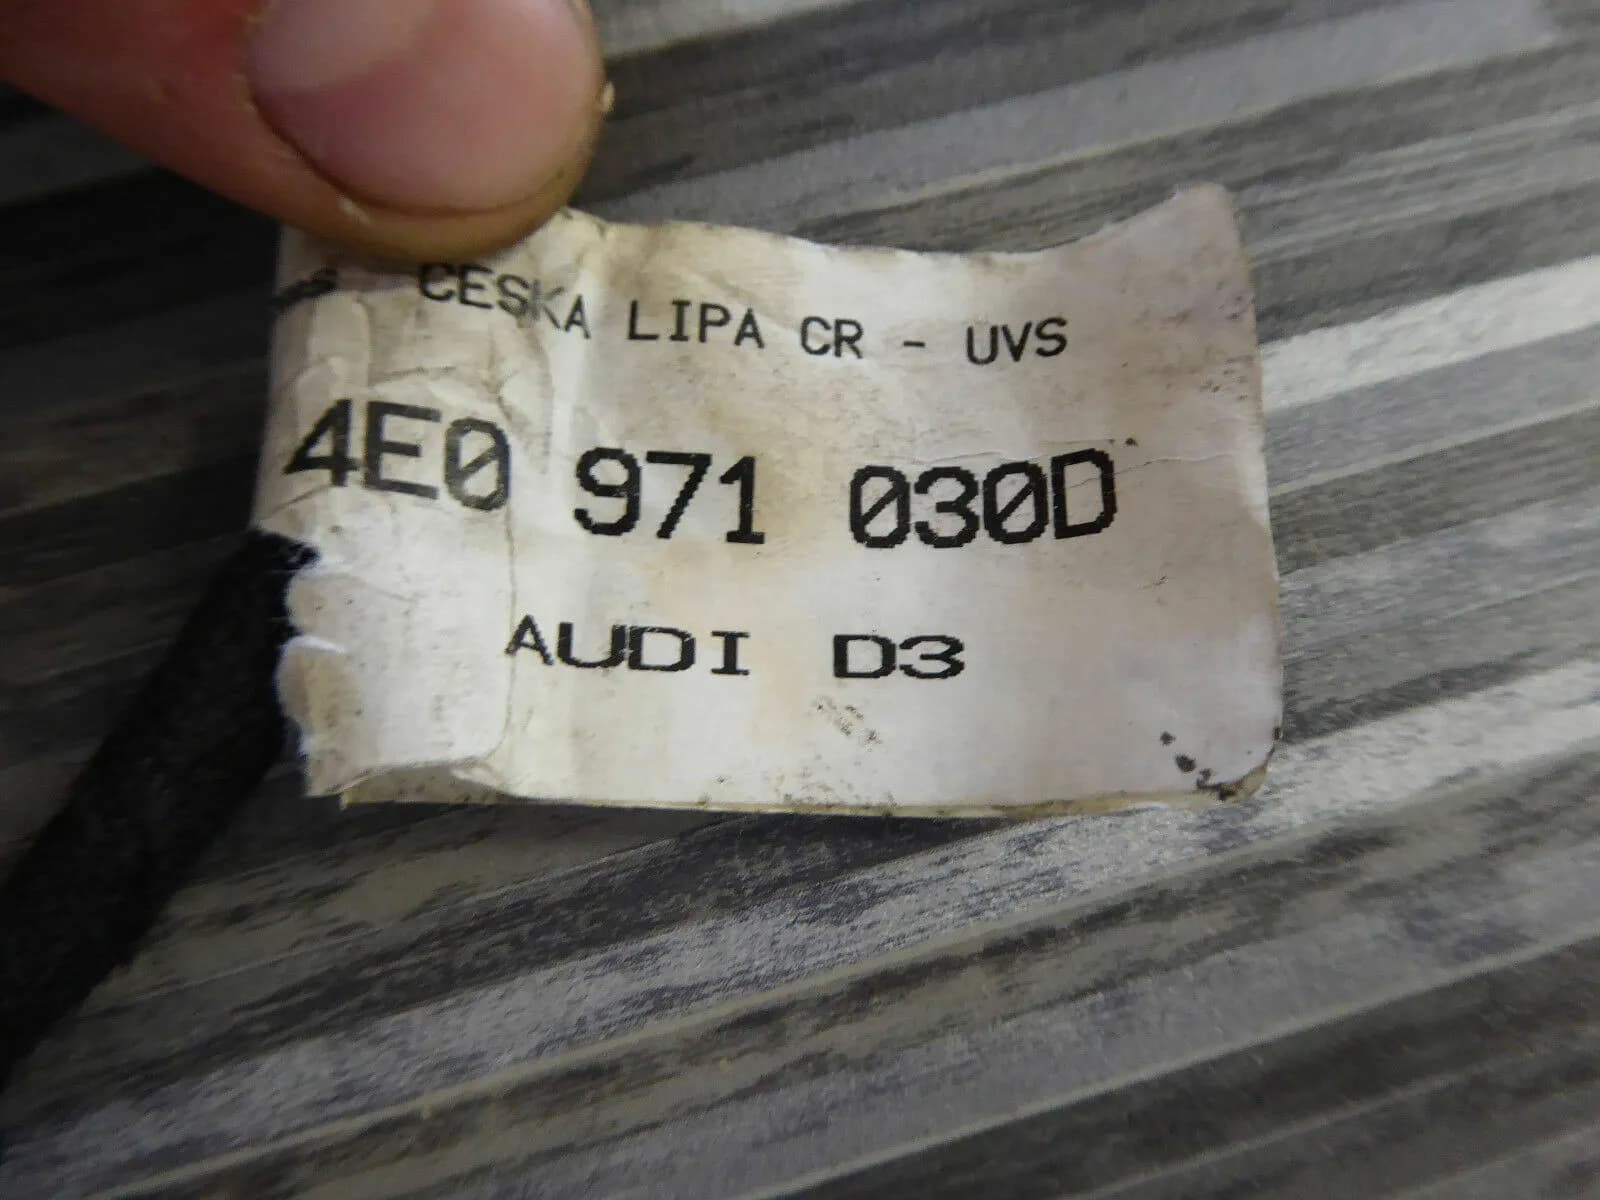 CESKA LIPA CR - UVS
4E0 971 030D
AUDI D3